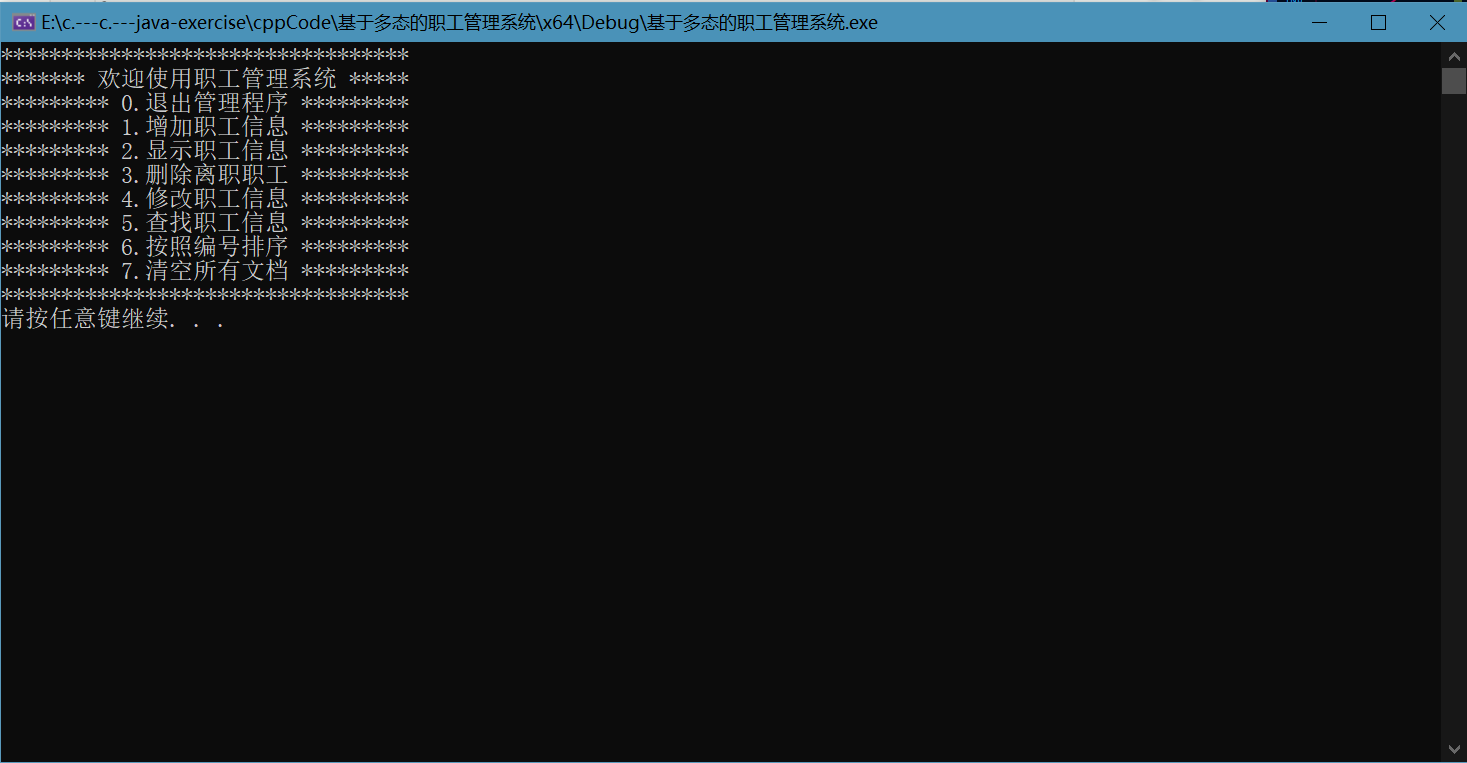 E:\c.---c.---java-exercise\cppCode\基于多态的职工管理系统\x64\Debug\基于多态的职工管理系统.exe
**********************************
******* 欢迎使用职工管理系统 *****
********* 0.退出管理程序 *********
********* 1.增加职工信息 *********
********* 2.显示职工信息 *********
********* 3.删除离职职工 *********
********* 4.修改职工信息 *********
********* 5.查找职工信息 *********
********* 6.按照编号排序 *********
********* 7.清空所有文档 *********
**********************************
请按任意键继续. . .